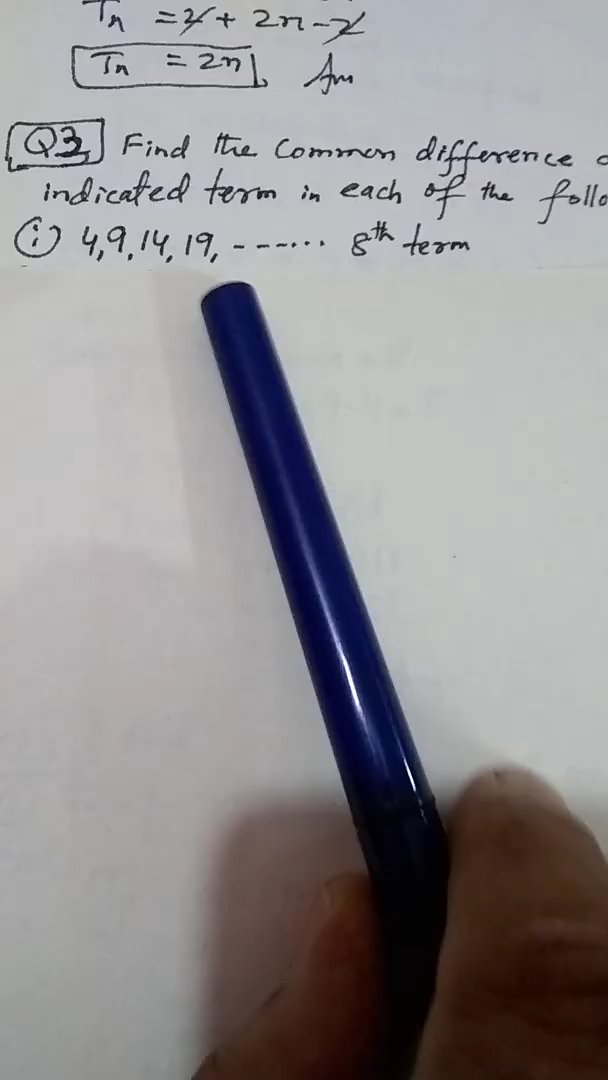 Tn = 2 + 2n - 2
Tn = 2n Ans
Q3 Find the Common difference
indicated term in each of the
(i) 4, 9, 14, 19, ------... 8th term